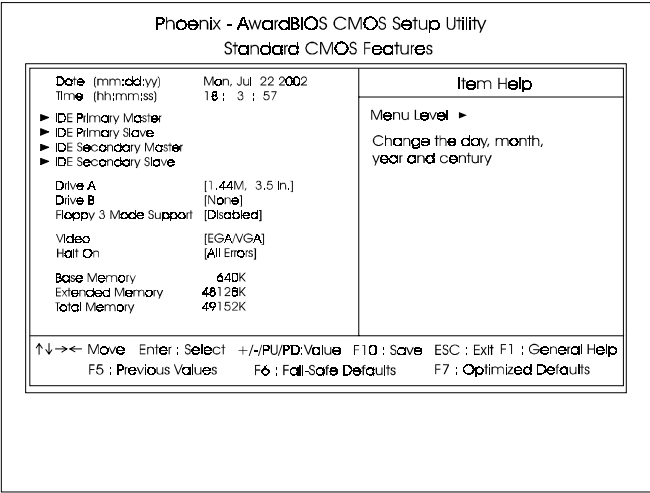 Phoenix - AwardBIOS CMOS Setup Utility
Standard CMOS Features
Date (mm:dd:yy) Mon, Jul 22 2002
Time (hh:mm:ss) 18 : 3 : 57
► IDE Primary Master
► IDE Primary Slave
► IDE Secondary Master
► IDE Secondary Slave
Drive A [1.44M, 3.5 in.]
Drive B [None]
Floppy 3 Mode Support [Disabled]
Video [EGA/VGA]
Halt On [All Errors]
Base Memory 640K
Extended Memory 48128K
Total Memory 49152K
Item Help
Menu Level ►
Change the day, month,
year and century
↑↓→← Move Enter : Select +/-/PU/PD:Value F10 : Save ESC : Exit F1 : General Help
F5 : Previous Values F6 : Fail-Safe Defaults F7 : Optimized Defaults